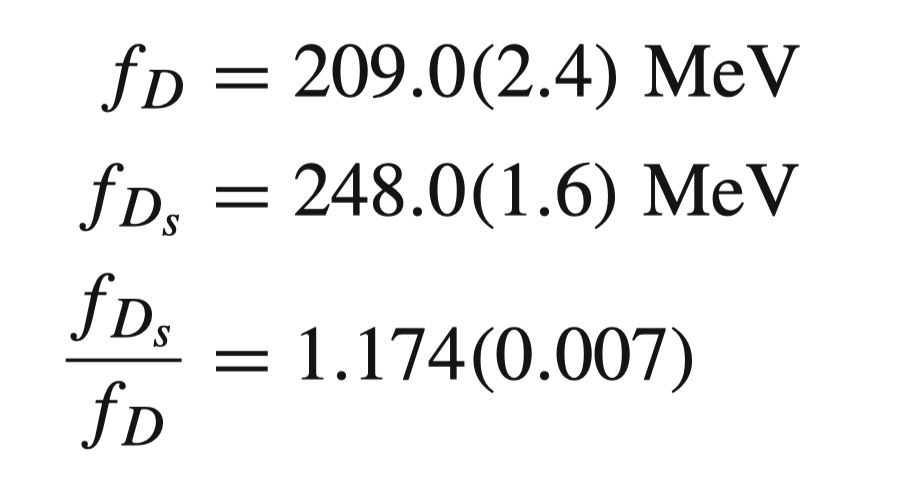 f_D = 209.0(2.4) MeV
f_{D_s} = 248.0(1.6) MeV
\frac{f_{D_s}}{f_D} = 1.174(0.007)